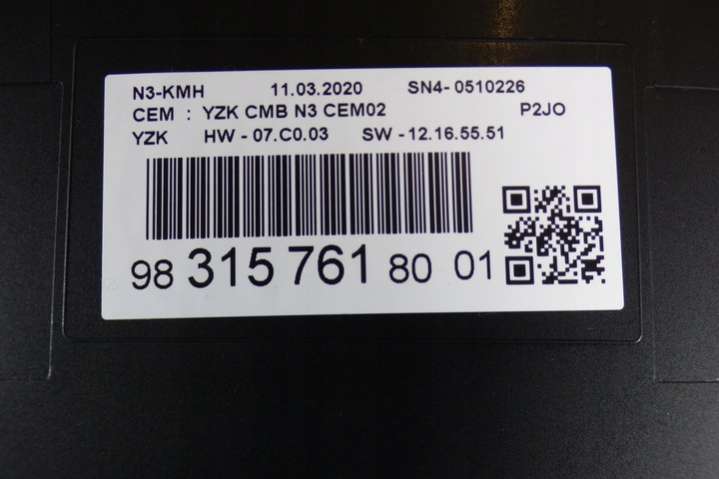 N3-KMH 11.03.2020 SN4- 0510226
CEM : YZK CMB N3 CEM02 P2JO
YZK HW - 07.C0.03 SW - 12.16.55.51
98 315 761 80 01